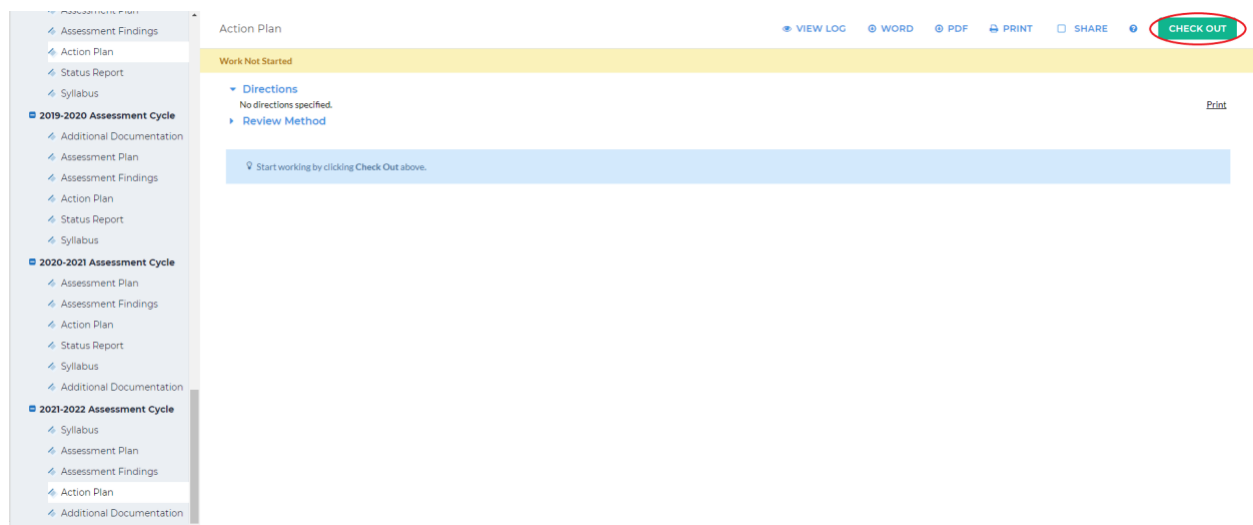 Assessment Plan
Assessment Findings
Action Plan
Status Report
Syllabus
2019-2020 Assessment Cycle
Additional Documentation
Assessment Plan
Assessment Findings
Action Plan
Status Report
Syllabus
2020-2021 Assessment Cycle
Assessment Plan
Assessment Findings
Action Plan
Status Report
Syllabus
Additional Documentation
2021-2022 Assessment Cycle
Syllabus
Assessment Plan
Assessment Findings
Action Plan
Additional Documentation
Action Plan VIEW LOG WORD PDF PRINT SHARE ? CHECK OUT
Work Not Started
Directions
No directions specified. Print
Review Method
Start working by clicking Check Out above.